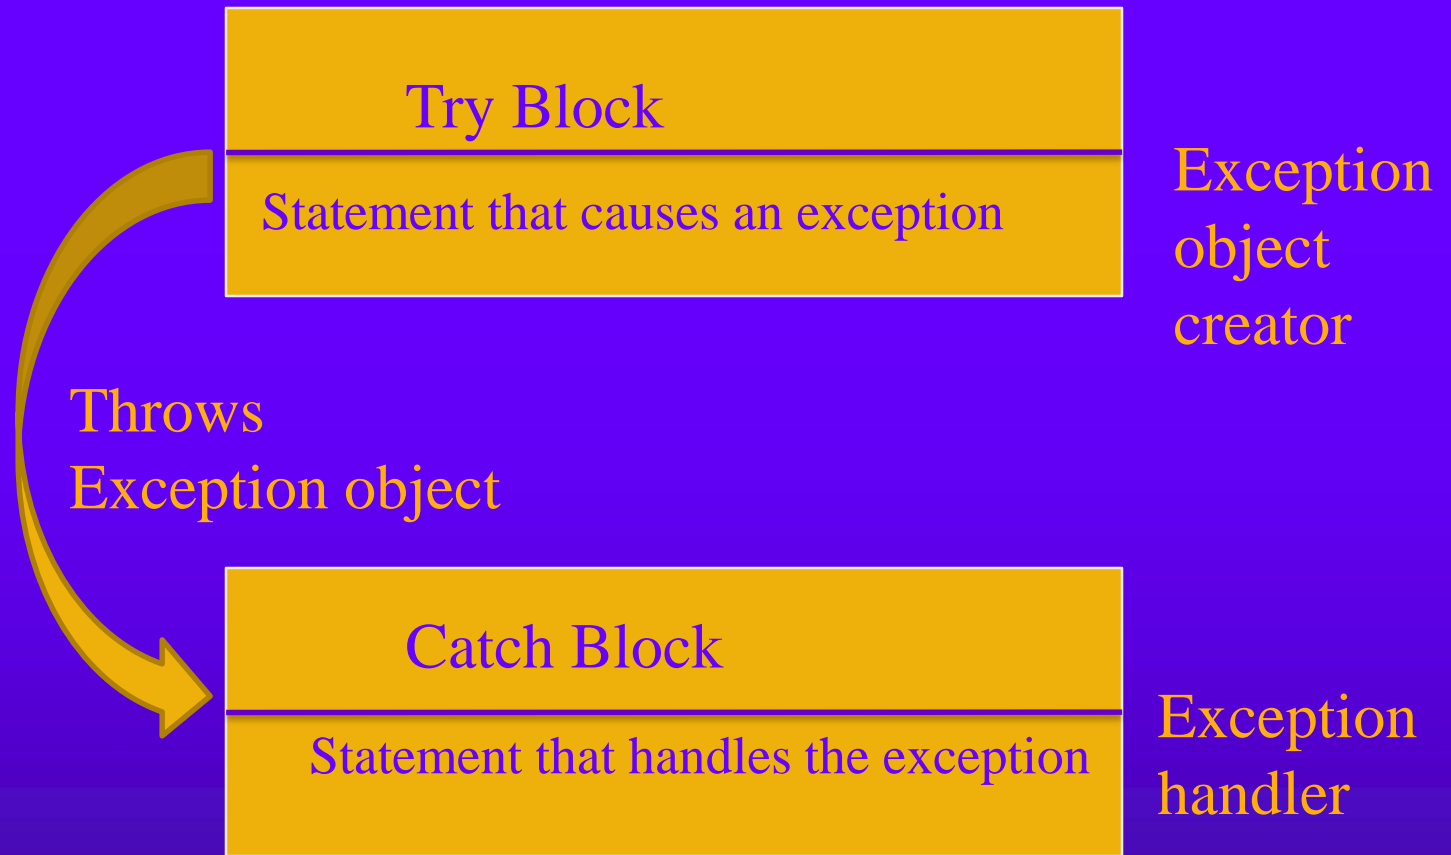 Try Block
Statement that causes an exception
Exception
object
creator
Throws
Exception object
Catch Block
Statement that handles the exception
Exception
handler